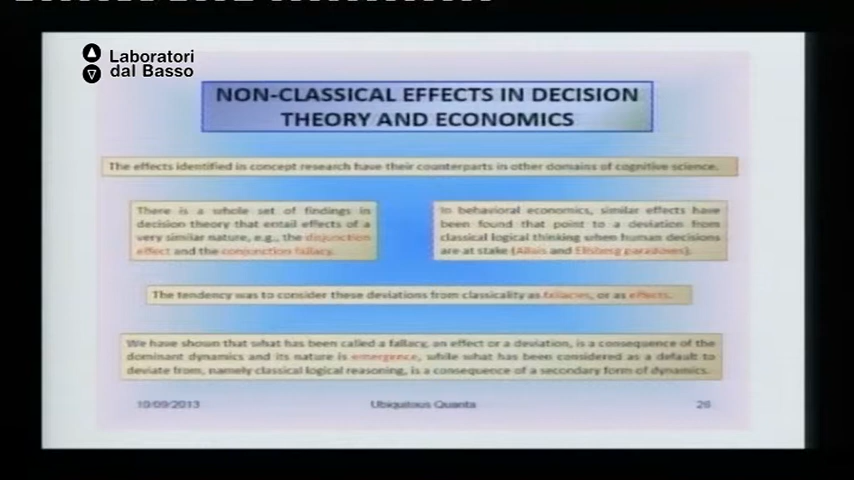 Laboratori
dal Basso
NON-CLASSICAL EFFECTS IN DECISION
THEORY AND ECONOMICS
The effects identified in concept research have their counterparts in other domains of cognitive science.
There is a whole set of findings in
decision theory that entail effects of a
very similar nature, e.g., the disjunction
effect and the conjunction fallacy.
In behavioral economics, similar effects have
been found that point to a deviation from
classical logical thinking when human decisions
are at stake (Allais and Ellsberg paradoxes).
The tendency was to consider these deviations from classicality as fallacies, or as effects.
We have shown that what has been called a fallacy, an effect or a deviation, is a consequence of the
dominant dynamics and its nature is emergence, while what has been considered as a default to
deviate from, namely classical logical reasoning, is a consequence of a secondary form of dynamics.
19/09/2013
Ubiquitous Quanta
26